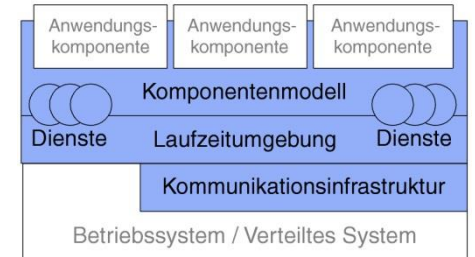 Anwendungs- Anwendungs- Anwendungs-
komponente komponente komponente
Komponentenmodell
Dienste Laufzeitumgebung Dienste
Kommunikationsinfrastruktur
Betriebssystem / Verteiltes System